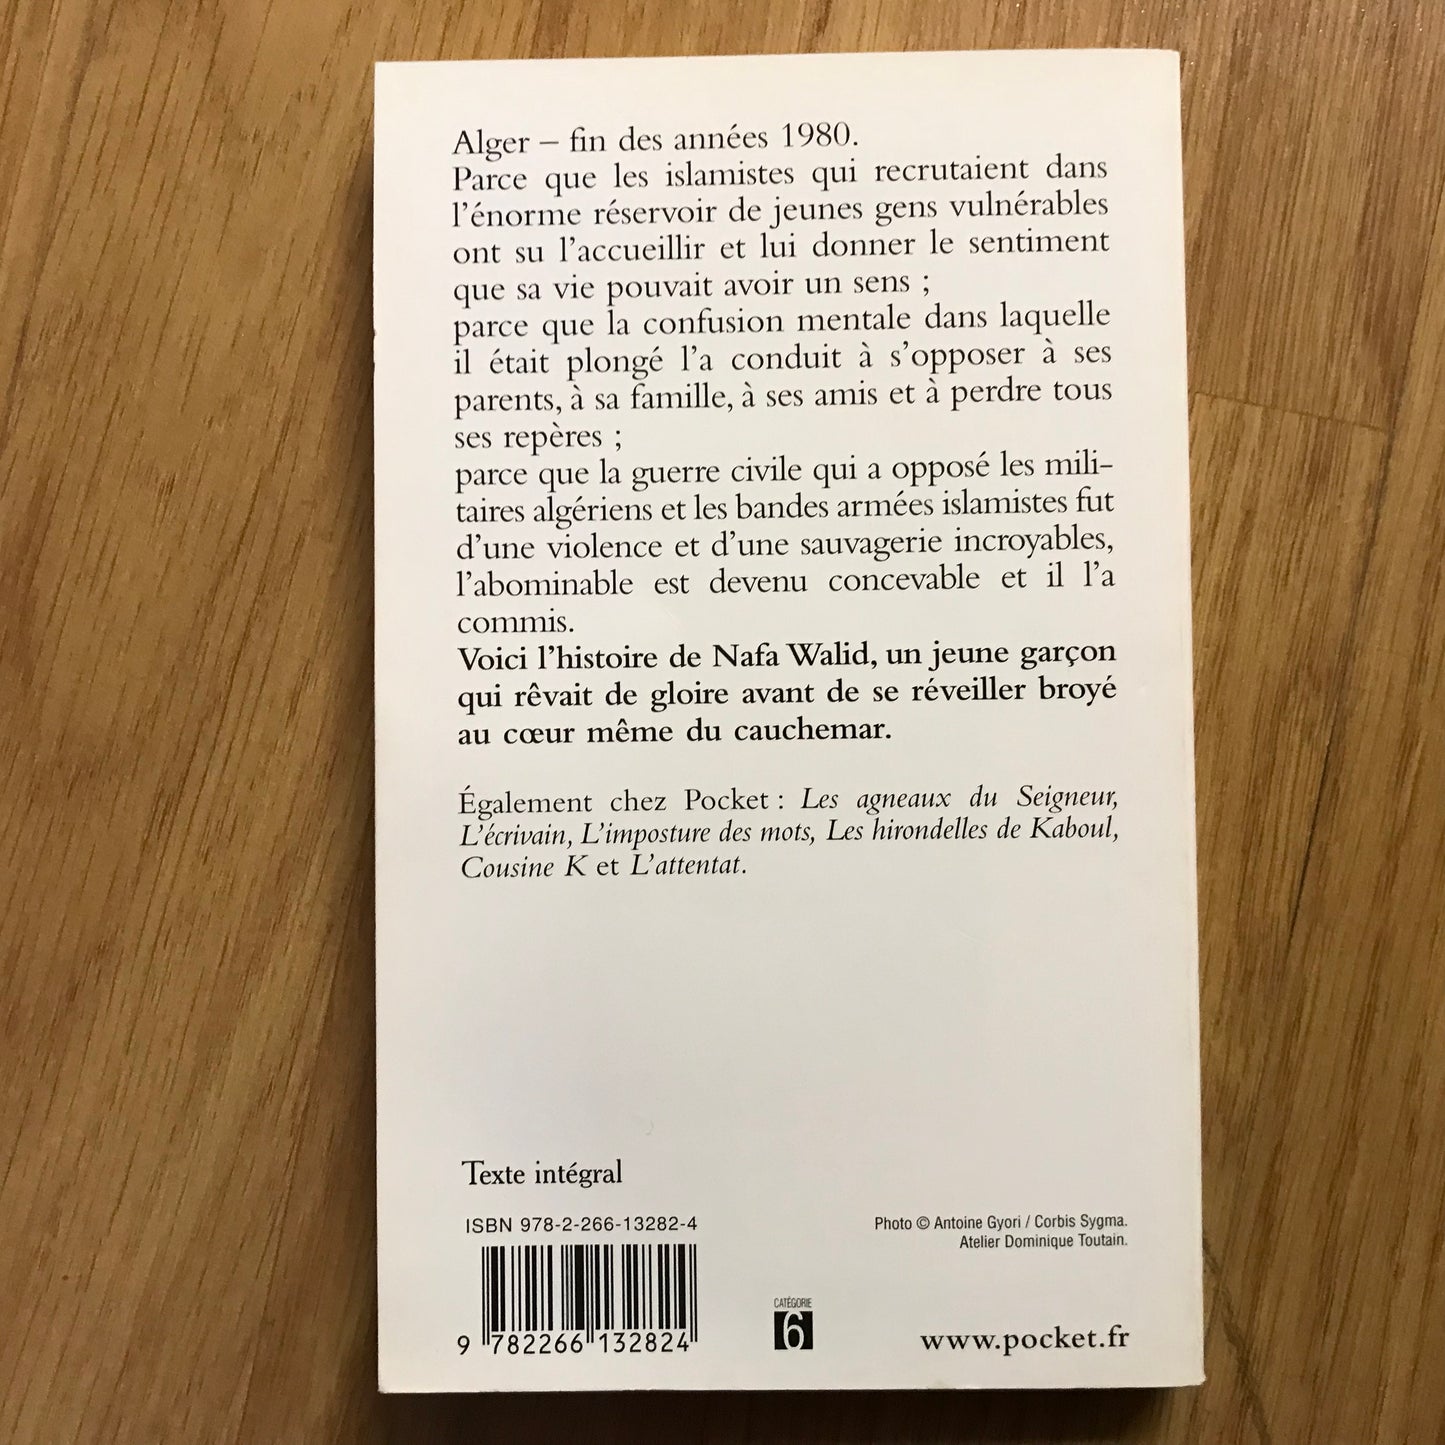 Alger – fin des années 1980.
Parce que les islamistes qui recrutaient dans
l'énorme réservoir de jeunes gens vulnérables
ont su l'accueillir et lui donner le sentiment
que sa vie pouvait avoir un sens ;
parce que la confusion mentale dans laquelle
il était plongé l'a conduit à s'opposer à ses
parents, à sa famille, à ses amis et à perdre tous
ses repères ;
parce que la guerre civile qui a opposé les mili-
taires algériens et les bandes armées islamistes fut
d'une violence et d'une sauvagerie incroyables,
l'abominable est devenu concevable et il l'a
commis.
Voici l'histoire de Nafa Walid, un jeune garçon
qui rêvait de gloire avant de se réveiller broyé
au cœur même du cauchemar.
Également chez Pocket : Les agneaux du Seigneur,
L'écrivain, L'imposture des mots, Les hirondelles de Kaboul,
Cousine K et L'attentat.
Texte intégral
ISBN 978-2-266-13282-4
9 782266 132824
Photo © Antoine Gyori / Corbis Sygma.
Atelier Dominique Toutain.
CATÉGORIE
6
www.pocket.fr